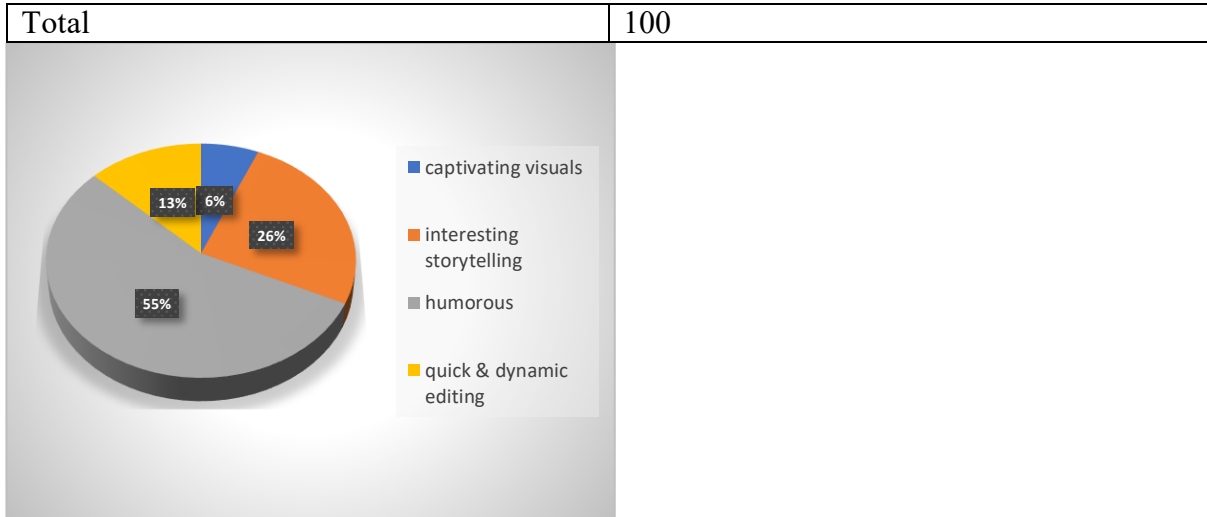 Total 100
captivating visuals
13% 6%
interesting
storytelling
26%
humorous
55%
quick & dynamic
editing